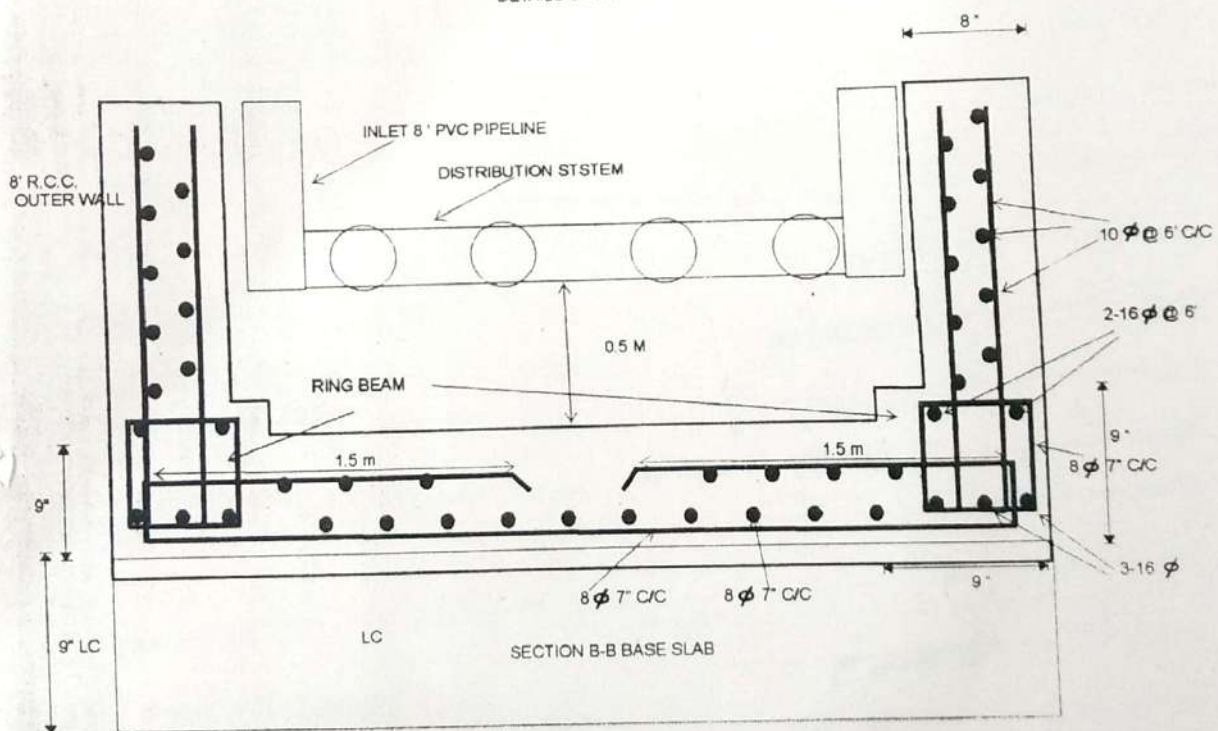 8"
INLET 8 ' PVC PIPELINE
DISTRIBUTION STSTEM
8' R.C.C.
OUTER WALL
10 ϕ @ 6' C/C
2-16 ϕ @ 6'
0.5 M
RING BEAM
1.5 m
1.5 m
9"
8 ϕ 7" C/C
9"
3-16 ϕ
9"
8 ϕ 7" C/C
8 ϕ 7" C/C
9" LC
LC
SECTION B-B BASE SLAB